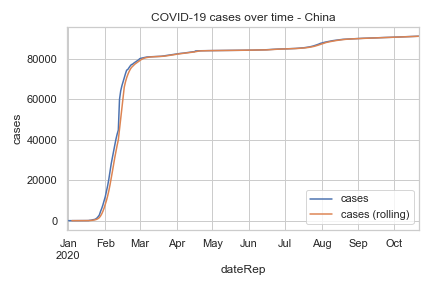 COVID-19 cases over time - China
cases
80000
60000
40000
20000
0
cases
cases (rolling)
Jan Feb Mar Apr May Jun Jul Aug Sep Oct
2020
dateRep